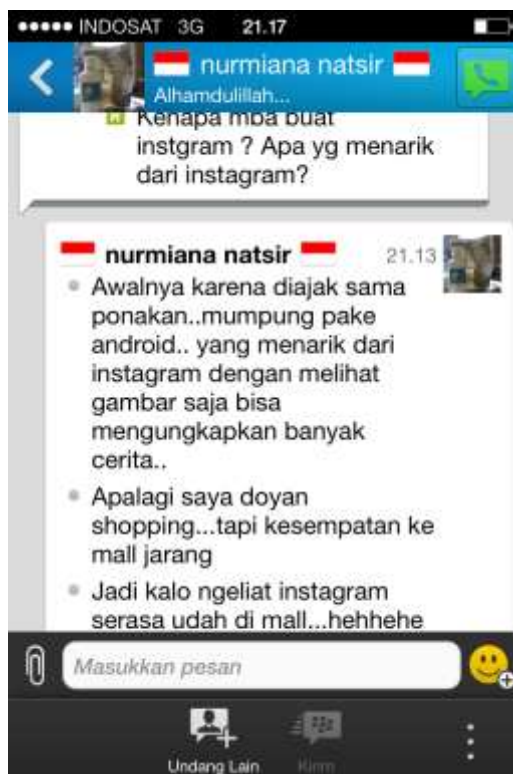 INDOSAT 3G 21.17
nurmiana natsir
Alhamdulillah...
Kenapa mba buat
instgram ? Apa yg menarik
dari instagram?
nurmiana natsir 21.13
Awalnya karena diajak sama
ponakan..mumpung pake
android.. yang menarik dari
instagram dengan melihat
gambar saja bisa
mengungkapkan banyak
cerita..
Apalagi saya doyan
shopping...tapi kesempatan ke
mall jarang
Jadi kalo ngeliat instagram
serasa udah di mall...hehhehe
Masukkan pesan
Undang Lain Kirim